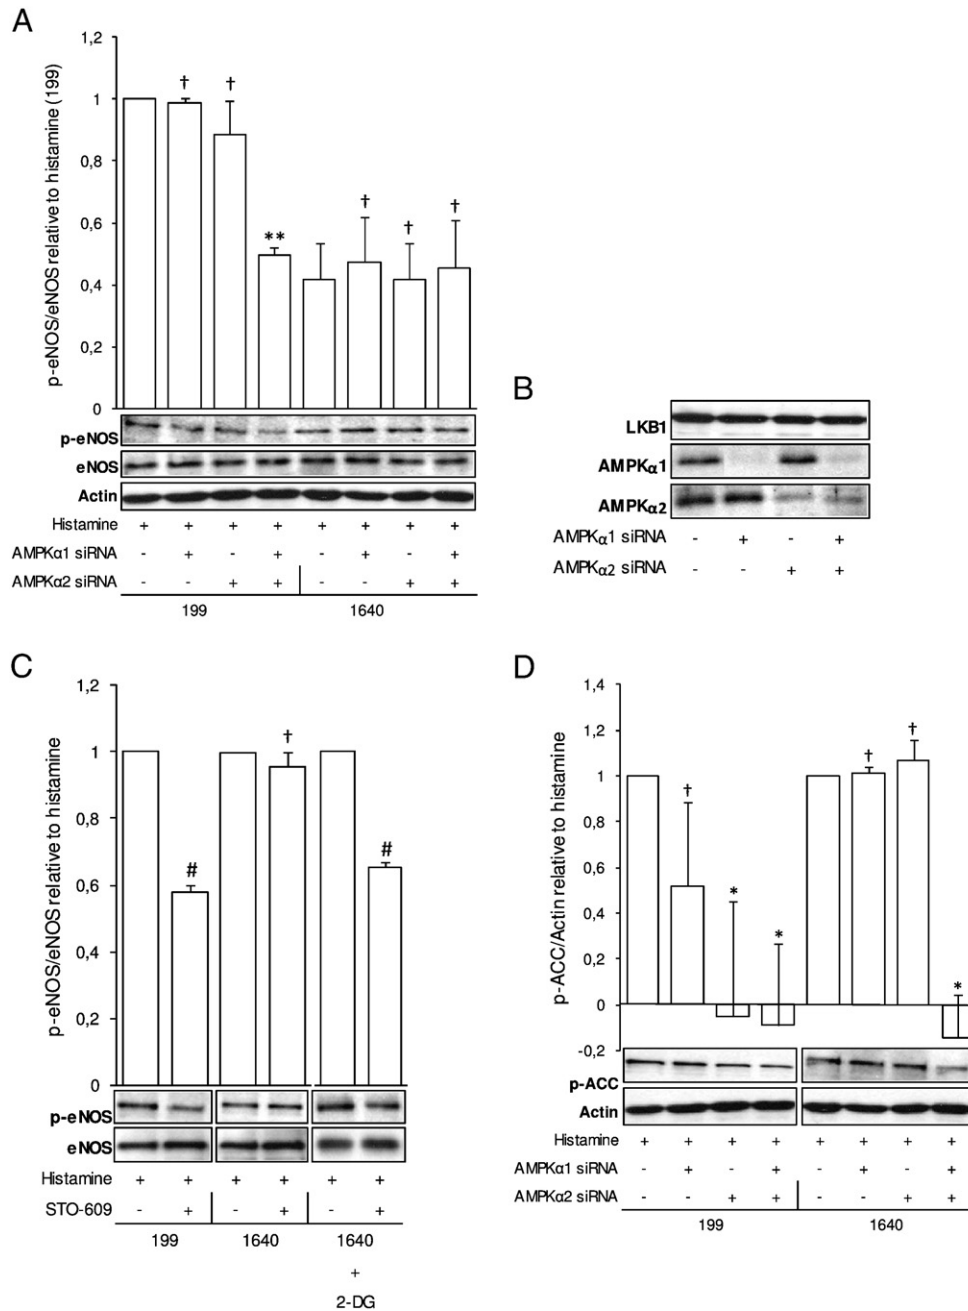 A
p-eNOS/eNOS relative to histamine (199)
1,2
1
0,8
0,6
0,4
0,2
0
† † ** † † †
p-eNOS
eNOS
Actin
Histamine + + + + + + + +
AMPKα1 siRNA - + - + - + - +
AMPKα2 siRNA - - + + - - + +
199 1640
B
LKB1
AMPKα1
AMPKα2
AMPKα1 siRNA - + - +
AMPKα2 siRNA - - + +
C
p-eNOS/eNOS relative to histamine
1,2
1
0,8
0,6
0,4
0,2
0
# † #
p-eNOS
eNOS
Histamine + + + + + +
STO-609 - + - + - +
199 1640 1640
+
2-DG
D
p-ACC/Actin relative to histamine
1,4
1,2
1
0,8
0,6
0,4
0,2
0
-0,2
† * * † † *
p-ACC
Actin
Histamine + + + + + + + +
AMPKα1 siRNA - + - + - + - +
AMPKα2 siRNA - - + + - - + +
199 1640